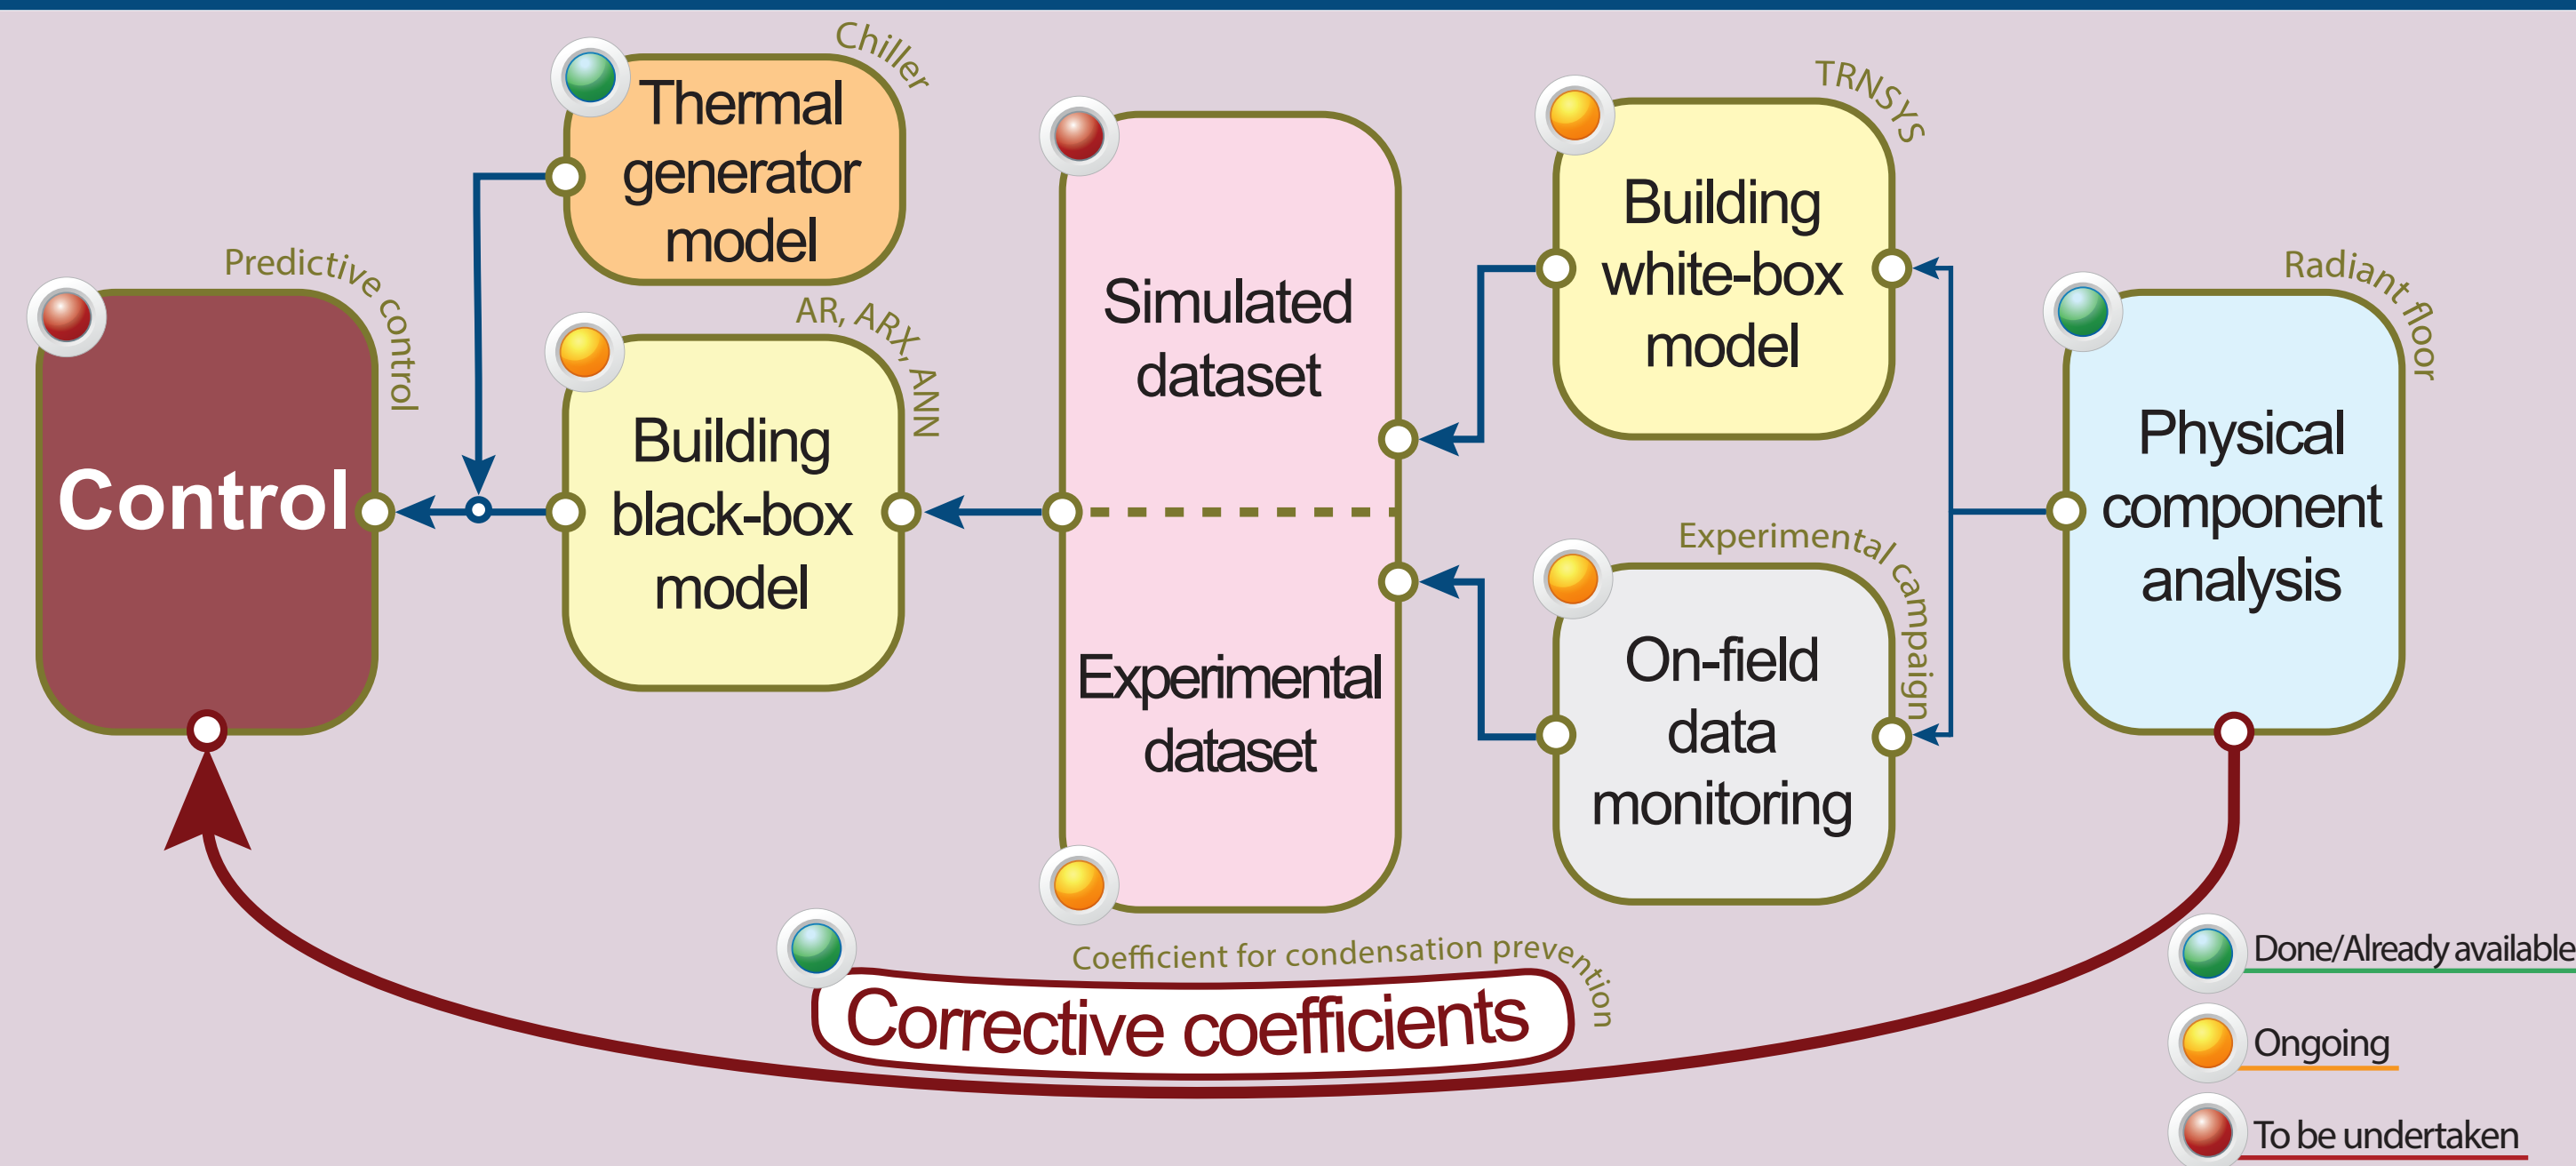 Chiller
Thermal
generator
model
Predictive control
Control
AR, ARX, ANN
Building
black-box
model
Simulated
dataset
Experimental
dataset
TRNSYS
Building
white-box
model
Experimental campaign
On-field
data
monitoring
Radiant floor
Physical
component
analysis
Coefficient for condensation prevention
Corrective coefficients
Done/Already available
Ongoing
To be undertaken